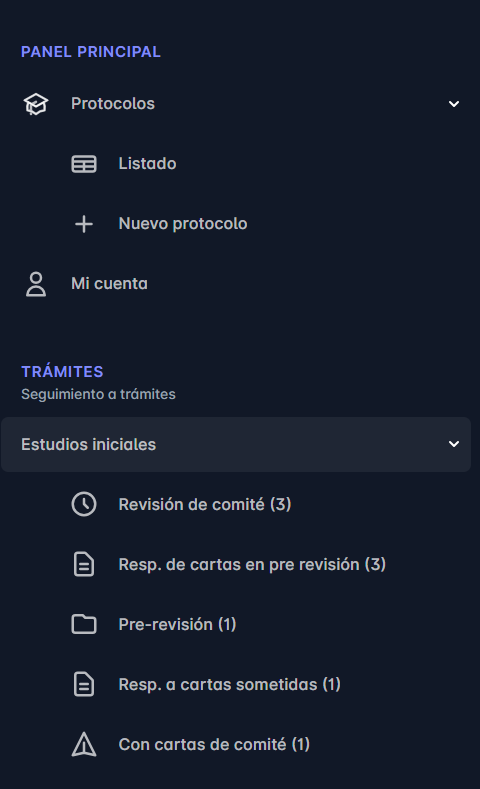 PANEL PRINCIPAL
Protocolos
Listado
Nuevo protocolo
Mi cuenta
TRÁMITES
Seguimiento a trámites
Estudios iniciales
Revisión de comité (3)
Resp. de cartas en pre revisión (3)
Pre-revisión (1)
Resp. a cartas sometidas (1)
Con cartas de comité (1)